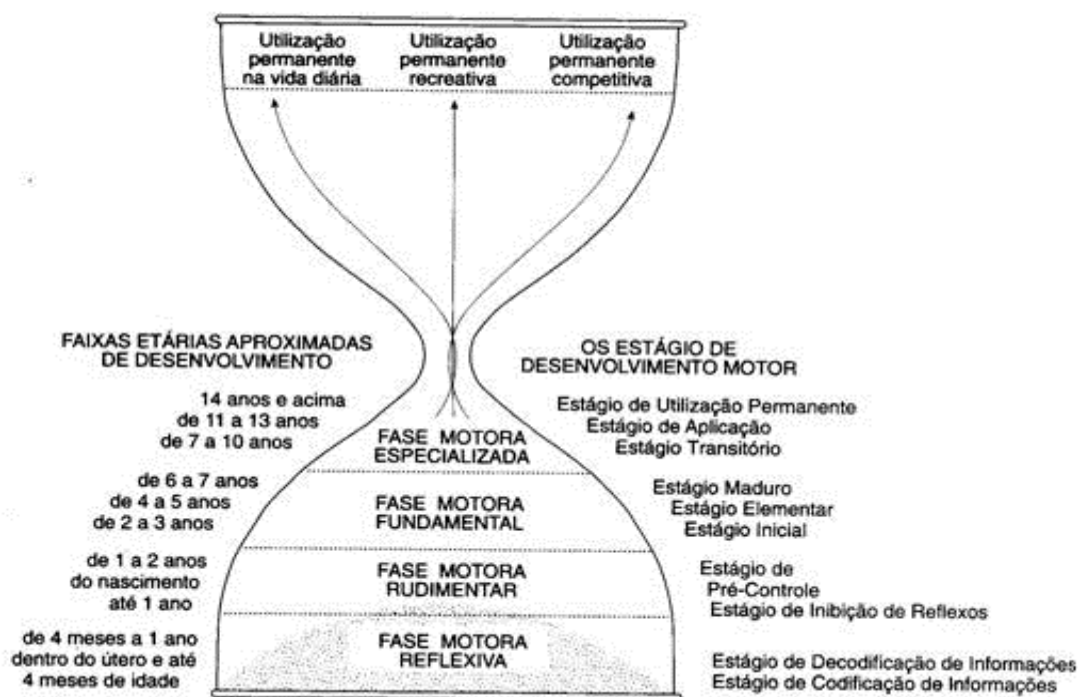 Utilização permanente na vida diária
Utilização permanente recreativa
Utilização permanente competitiva
FAIXAS ETÁRIAS APROXIMADAS
DE DESENVOLVIMENTO
OS ESTÁGIO DE
DESENVOLVIMENTO MOTOR
14 anos e acima
de 11 a 13 anos
de 7 a 10 anos
FASE MOTORA
ESPECIALIZADA
Estágio de Utilização Permanente
Estágio de Aplicação
Estágio Transitório
de 6 a 7 anos
de 4 a 5 anos
de 2 a 3 anos
FASE MOTORA
FUNDAMENTAL
Estágio Maduro
Estágio Elementar
Estágio Inicial
de 1 a 2 anos
do nascimento
até 1 ano
FASE MOTORA
RUDIMENTAR
Estágio de
Pré-Controle
Estágio de Inibição de Reflexos
de 4 meses a 1 ano
dentro do útero e até
4 meses de idade
FASE MOTORA
REFLEXIVA
Estágio de Decodificação de Informações
Estágio de Codificação de Informações